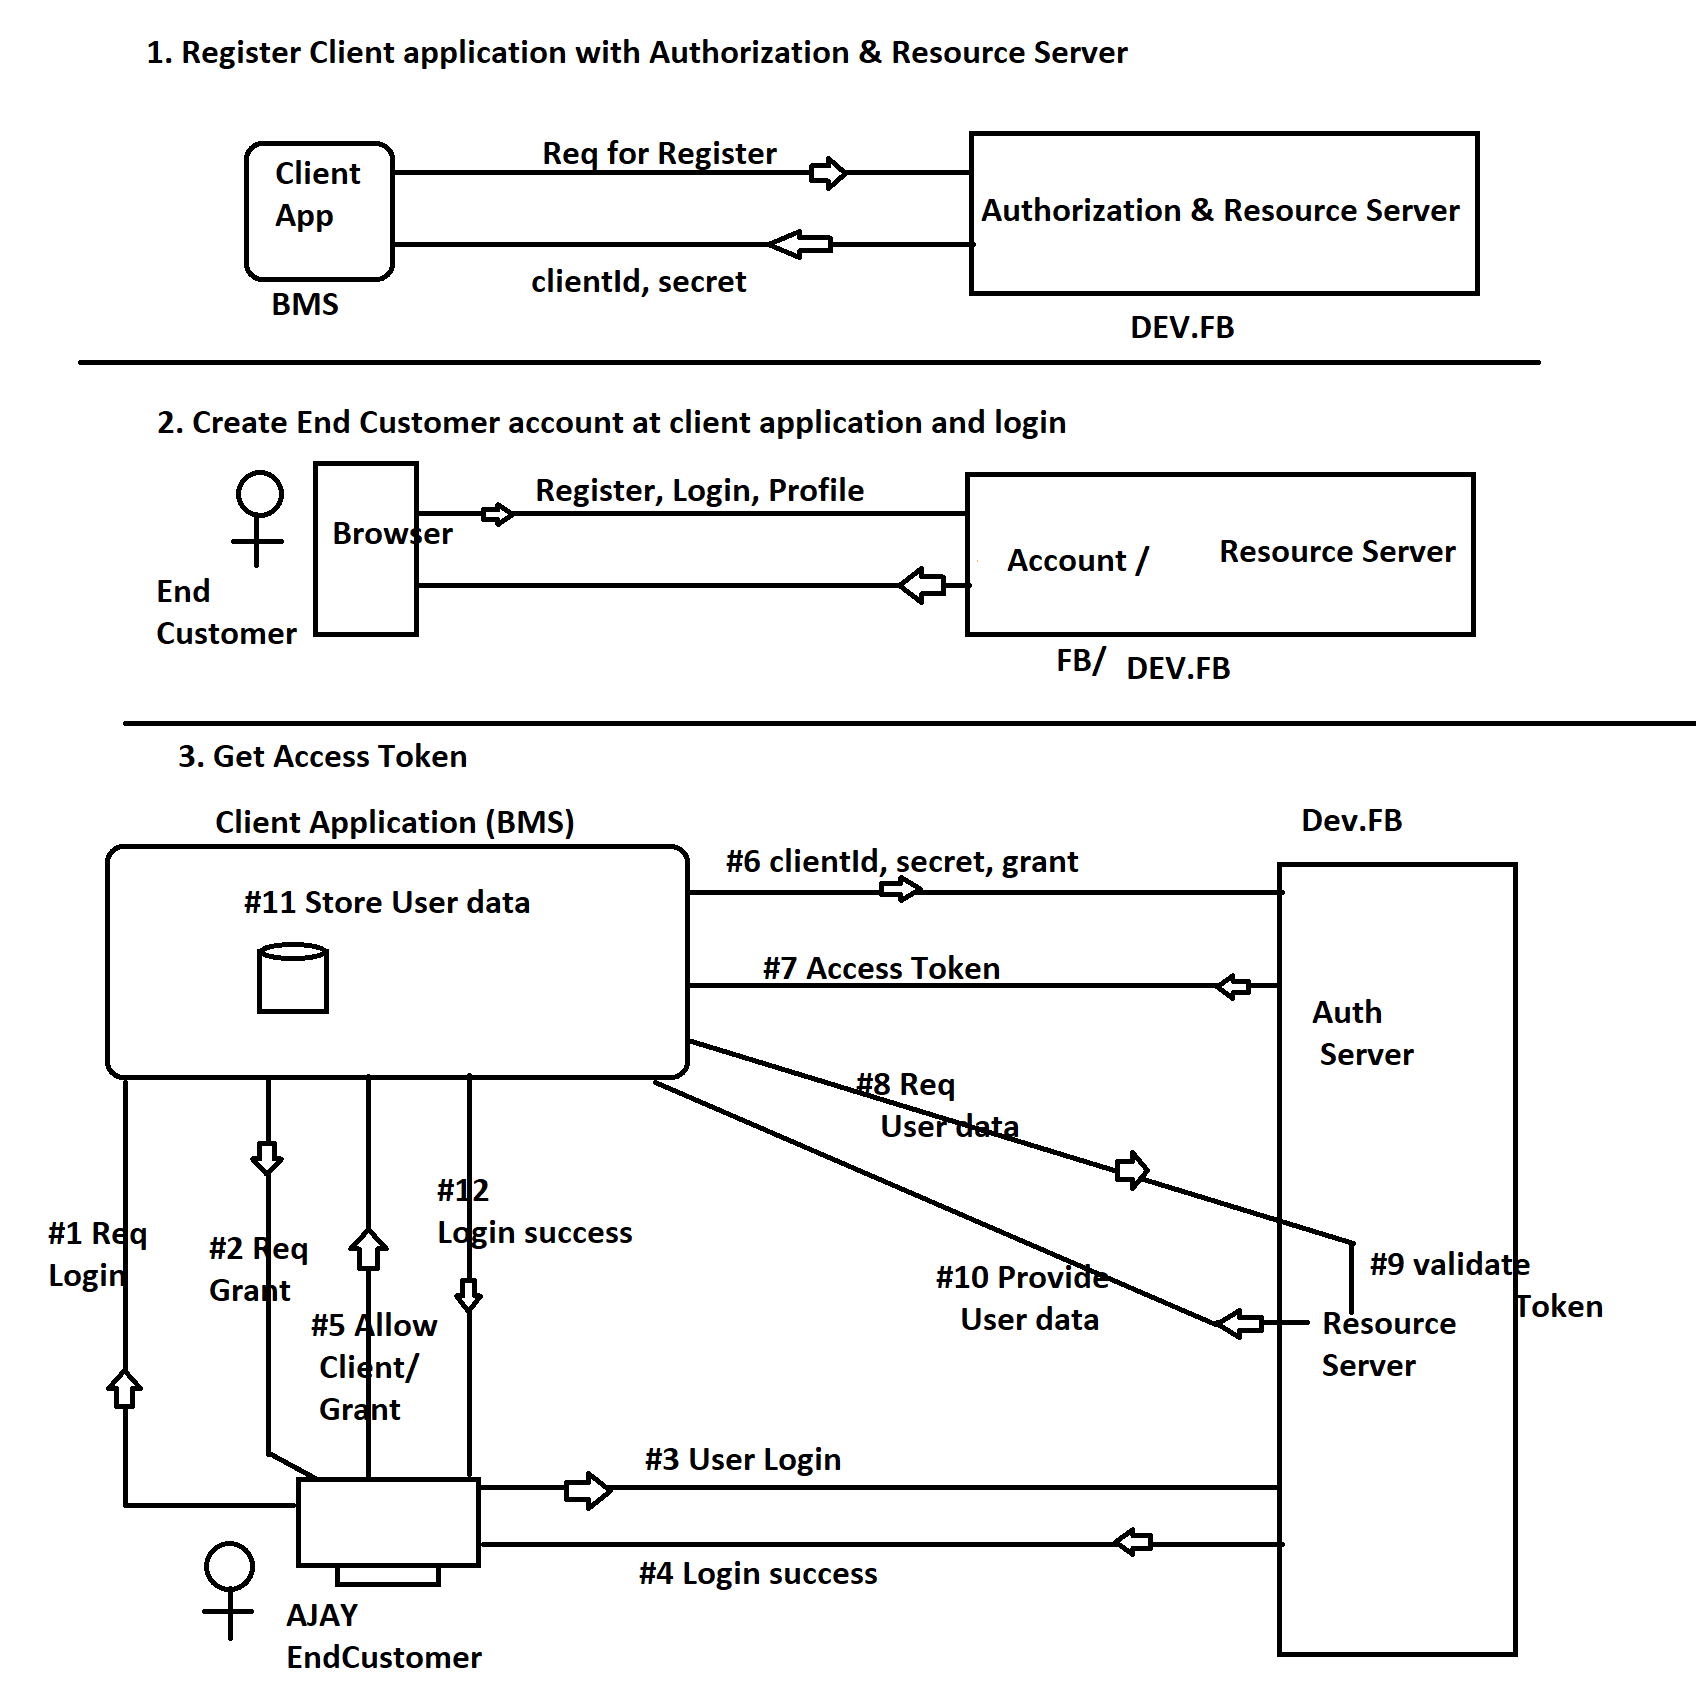 1. Register Client application with Authorization & Resource Server
Client
App
Req for Register
Authorization & Resource Server
clientId, secret
BMS
DEV.FB
2. Create End Customer account at client application and login
Register, Login, Profile
Browser
Account /
Resource Server
End
Customer
FB/
DEV.FB
3. Get Access Token
Client Application (BMS)
Dev.FB
#6 clientId, secret, grant
#11 Store User data
#7 Access Token
Auth
Server
#8 Req
User data
#12
Login success
#1 Req
Login
#2 Req
Grant
#9 validate
Token
#10 Provide
User data
#5 Allow
Client/
Grant
Resource
Server
#3 User Login
#4 Login success
AJAY
EndCustomer